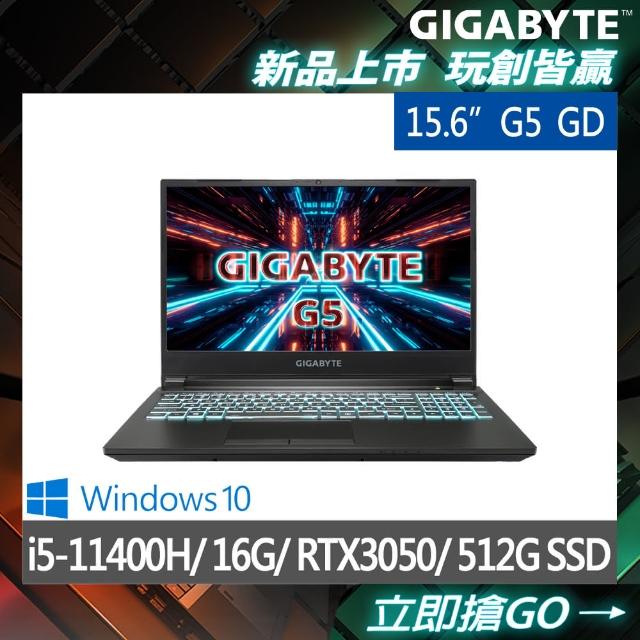 GIGABYTE™
新品上市 玩創皆贏
15.6” G5 GD
GIGABYTE
G5
GIGABYTE
Windows 10
i5-11400H/ 16G/ RTX3050/ 512G SSD
立即搶GO→